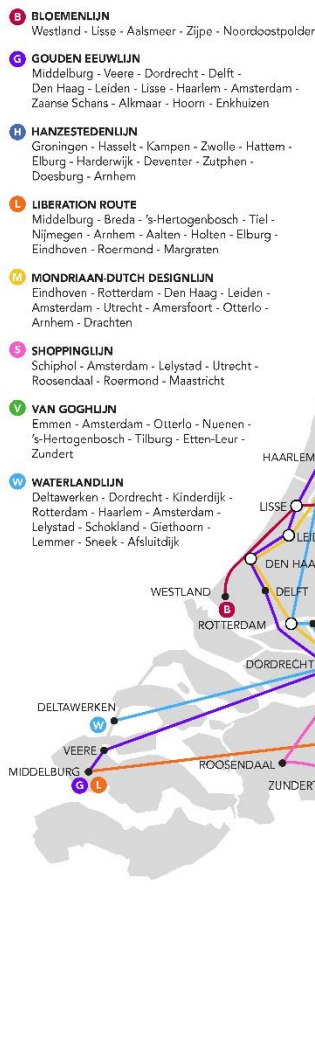 B BLOEMENLIJN
Westland - Lisse - Aalsmeer - Zijpe - Noordoostpolder
G GOUDEN EEUWLIJN
Middelburg - Veere - Dordrecht - Delft -
Den Haag - Leiden - Lisse - Haarlem - Amsterdam -
Zaanse Schans - Alkmaar - Hoorn - Enkhuizen
H HANZESTEDENLIJN
Groningen - Hasselt - Kampen - Zwolle - Hattem -
Elburg - Harderwijk - Deventer - Zutphen -
Doesburg - Arnhem
L LIBERATION ROUTE
Middelburg - Breda - 's-Hertogenbosch - Tiel -
Nijmegen - Arnhem - Aalten - Holten - Elburg -
Eindhoven - Roermond - Margraten
M MONDRIAAN-DUTCH DESIGNLIJN
Eindhoven - Rotterdam - Den Haag - Leiden -
Amsterdam - Utrecht - Amersfoort - Otterlo -
Arnhem - Drachten
S SHOPPINGLIJN
Schiphol - Amsterdam - Lelystad - Utrecht -
Roosendaal - Roermond - Maastricht
V VAN GOGHLIJN
Emmen - Amsterdam - Otterlo - Nuenen -
's-Hertogenbosch - Tilburg - Etten-Leur -
Zundert
W WATERLANDLIJN
Deltawerken - Dordrecht - Kinderdijk -
Rotterdam - Haarlem - Amsterdam -
Lelystad - Schokland - Giethoorn -
Lemmer - Sneek - Afsluitdijk
HAARLEM
LISSE
LEID
DEN HAA
WESTLAND
DELFT
B
ROTTERDAM
DORDRECHT
DELTAWERKEN
W
VEERE
ROOSENDAAL
MIDDELBURG
G L
ZUNDERT